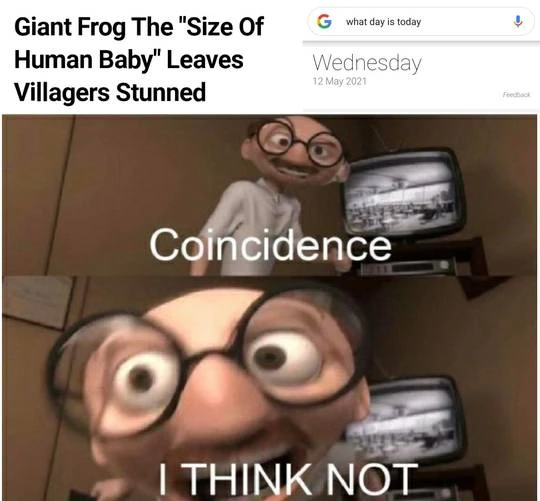 Giant Frog The "Size Of
Human Baby" Leaves
Villagers Stunned
what day is today
Wednesday
12 May 2021
Feedback
Coincidence
I THINK NOT